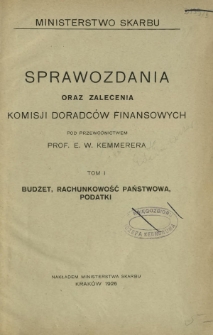 MINISTERSTWO SKARBU
SPRAWOZDANIA
ORAZ ZALECENIA
KOMISJI DORADCÓW FINANSOWYCH
POD PRZEWODNICTWEM
PROF. E. W. KEMMERERA
TOM I
BUDŻET, RACHUNKOWOŚĆ PAŃSTWOWA,
PODATKI
NAKŁADEM MINISTERSTWA SKARBU
KRAKÓW 1926